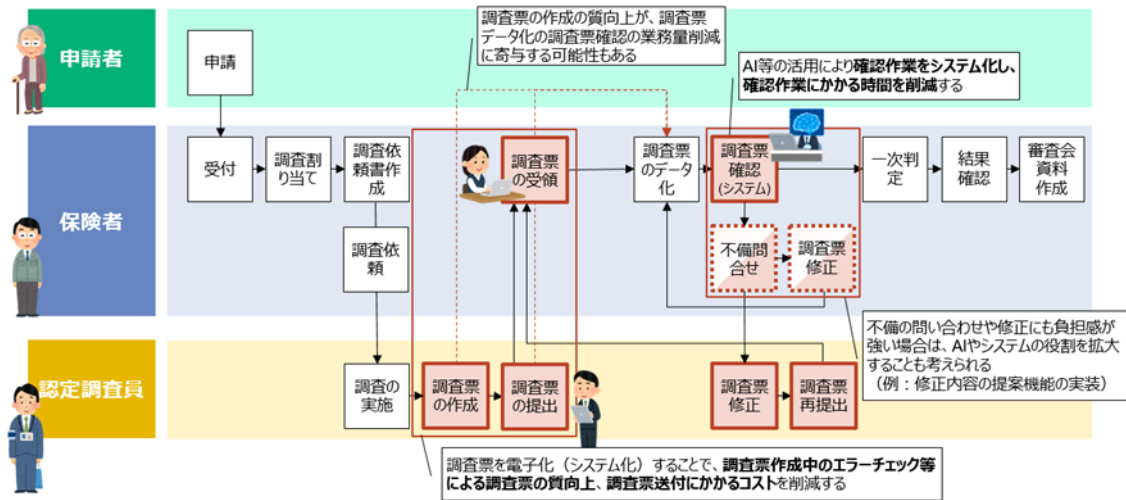 調査票の作成の質向上が、調査票
データ化の調査票確認の業務量削減
に寄与する可能性もある
申請者
申請
AI等の活用により確認作業をシステム化し、
確認作業にかかる時間を削減する
保険者
受付
調査割
り当て
調査依
頼書作
成
調査票
の受領
調査票
のデータ
化
調査票
確認
(システム)
一次判
定
結果
確認
審査会
資料
作成
調査依
頼
不備問
合せ
調査票
修正
不備の問い合わせや修正にも負担感が
強い場合は、AIやシステムの役割を拡大
することも考えられる
（例：修正内容の提案機能の実装）
認定調査員
調査の
実施
調査票
の作成
調査票
の提出
調査票
修正
調査票
再提出
調査票を電子化（システム化）することで、調査票作成中のエラーチェック等
による調査票の質向上、調査票送付にかかるコストを削減する